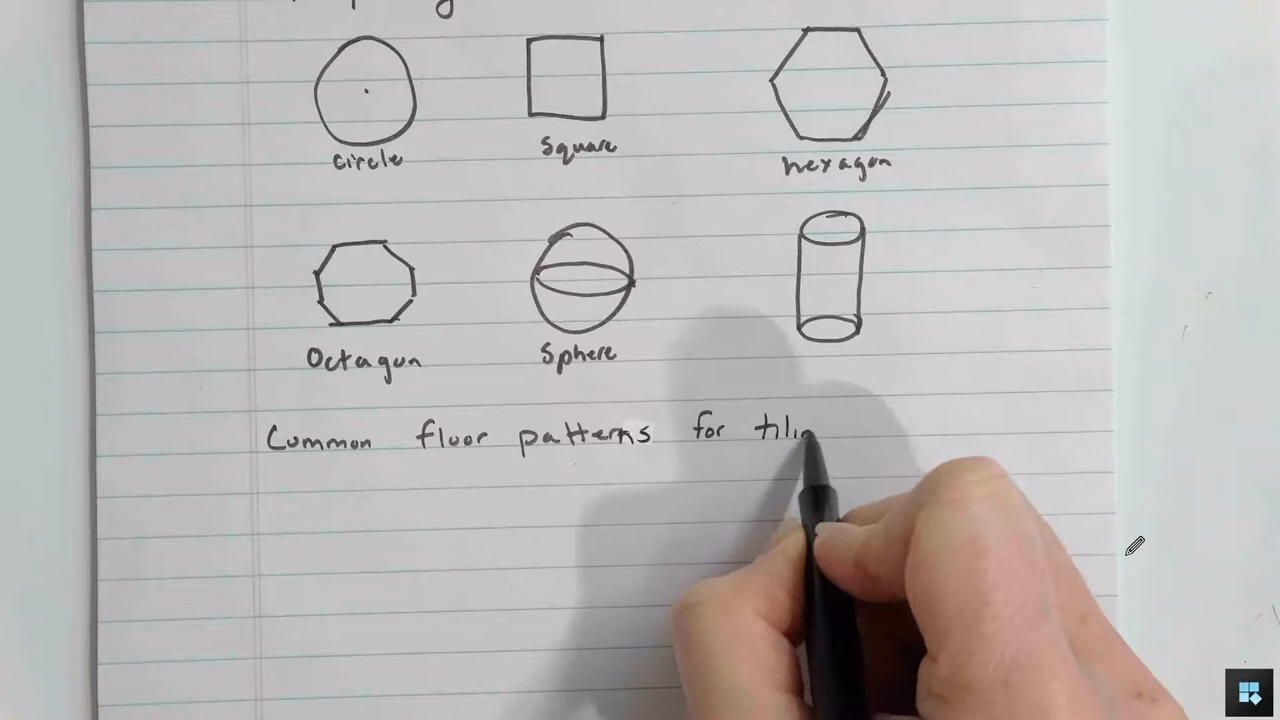 circle square hexagon
Octagon Sphere
Common floor patterns for